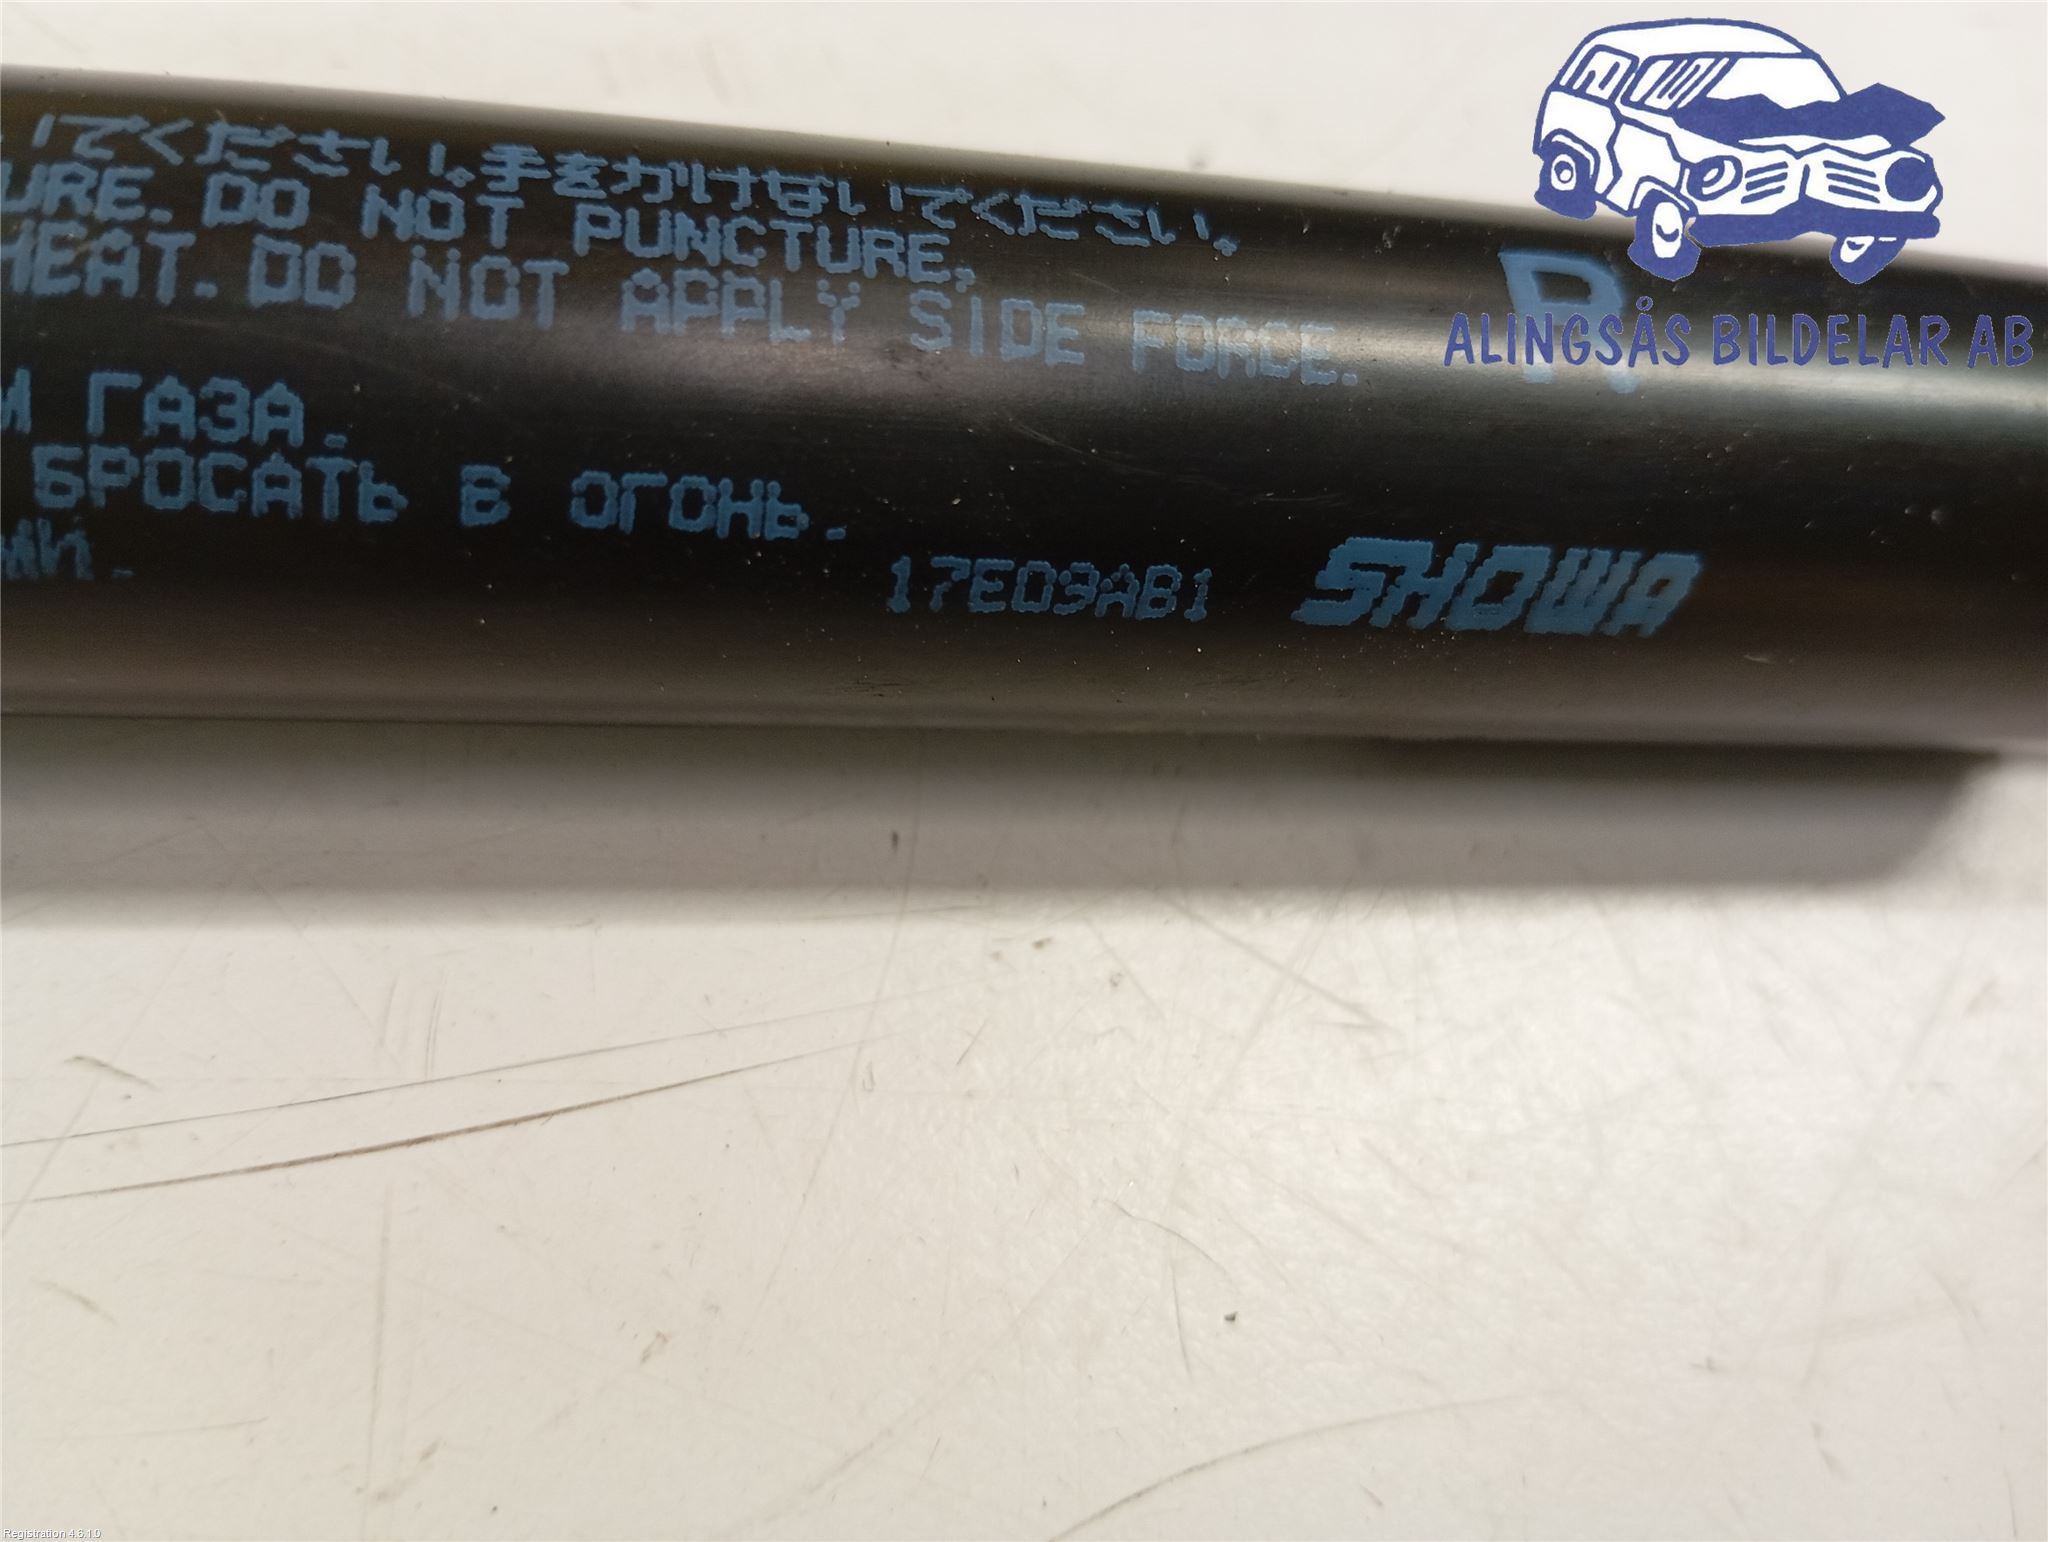 いでください。手をかけないでください。
URE. DO NOT PUNCTURE,
HEAT. DO NOT APPLY SIDE FORCE.
R
М ГАЗА.
БРОСАТЬ В ОГОНЬ.
МИ.
17E09AB1 SHOWA
ALINGSÅS BILDELAR AB
Registration 4.6.1.0